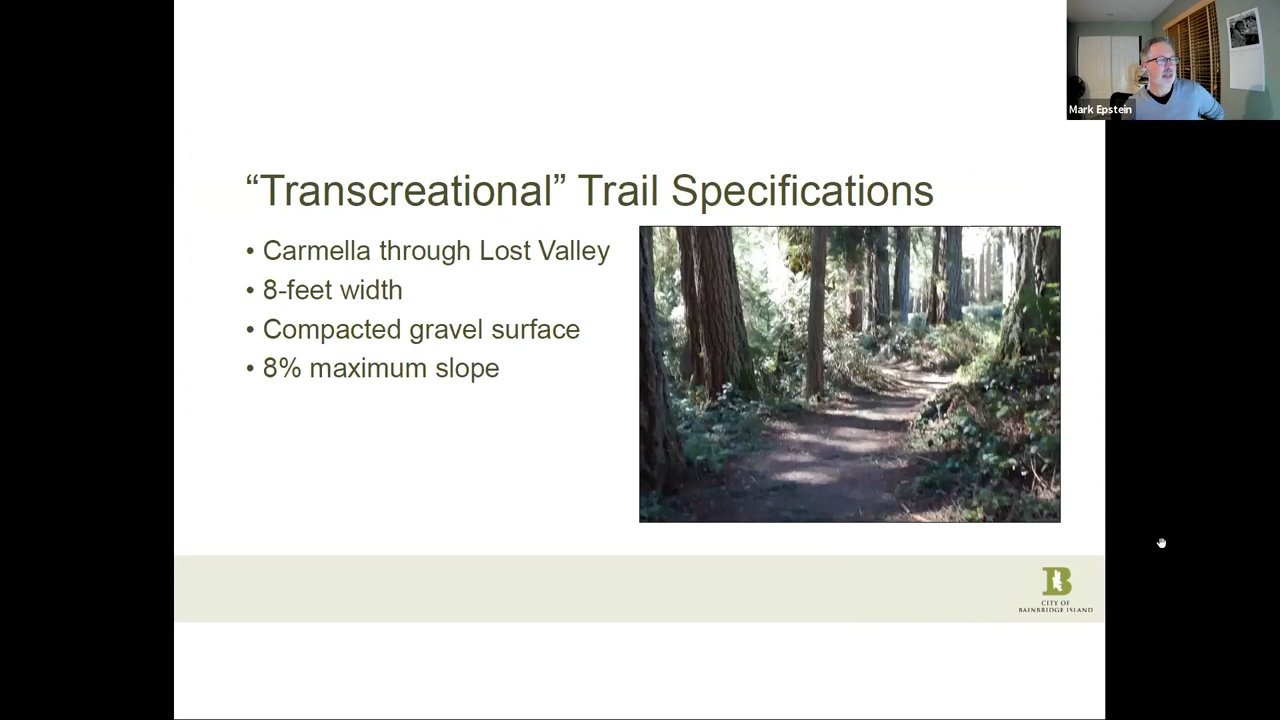 Mark Epstein
“Transcreational” Trail Specifications
• Carmella through Lost Valley
• 8-feet width
• Compacted gravel surface
• 8% maximum slope
B
CITY OF
BAINBRIDGE ISLAND